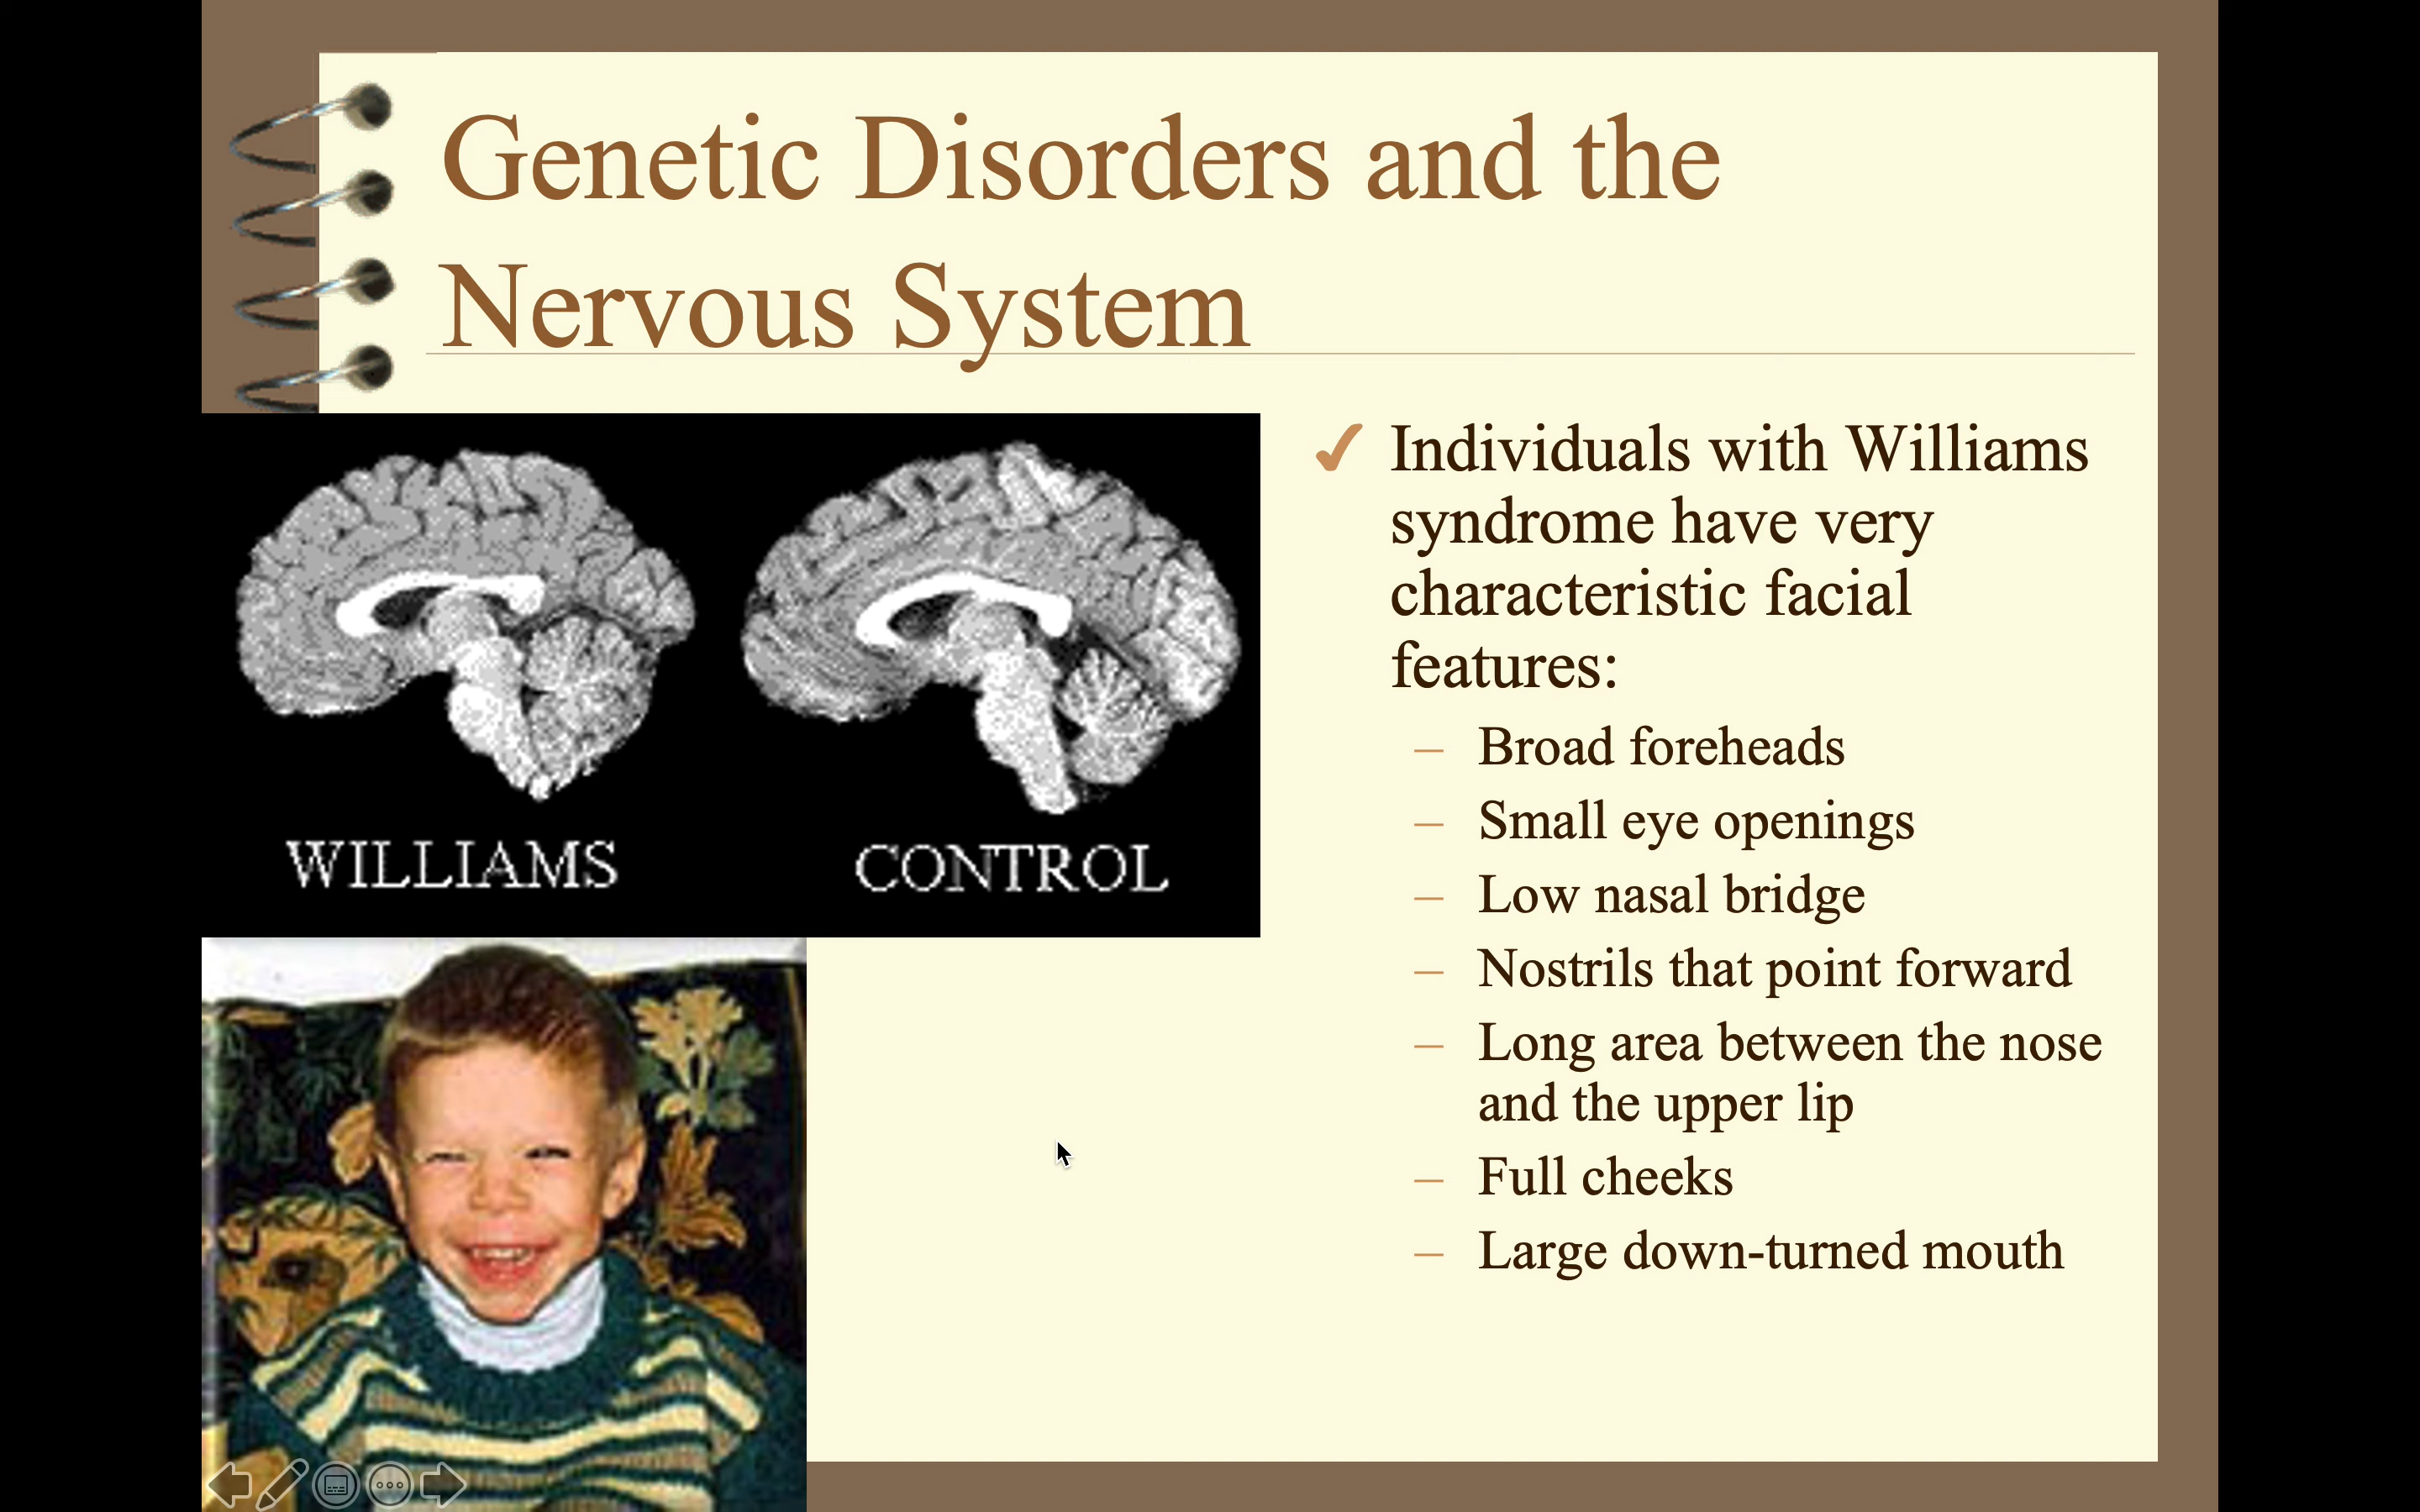 Genetic Disorders and the
Nervous System
WILLIAMS
CONTROL
✓ Individuals with Williams
syndrome have very
characteristic facial
features:
– Broad foreheads
– Small eye openings
– Low nasal bridge
– Nostrils that point forward
– Long area between the nose
and the upper lip
– Full cheeks
– Large down-turned mouth